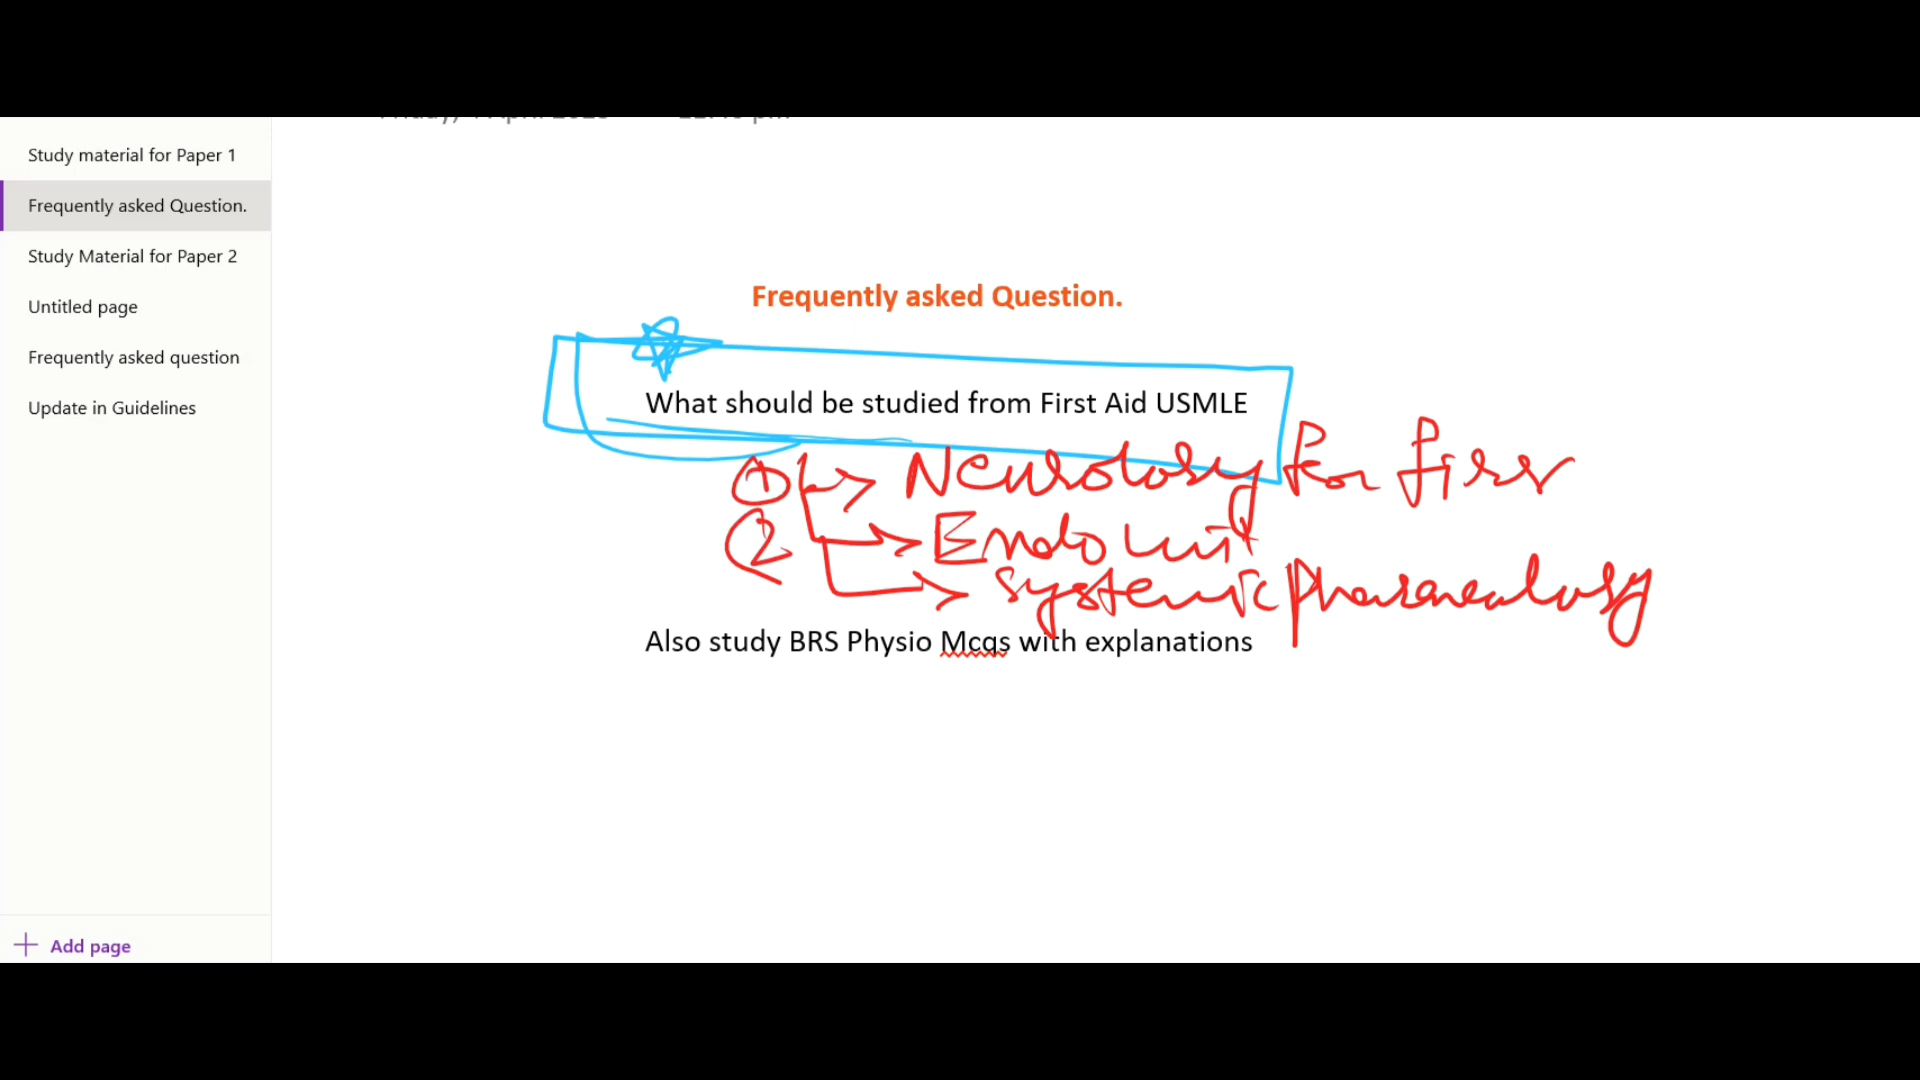 Study material for Paper 1
Frequently asked Question.
Study Material for Paper 2
Untitled page
Frequently asked question
Update in Guidelines
Add page
Frequently asked Question.
What should be studied from First Aid USMLE
① Neurology for first
② Endo unit
systemic pharmacology
Also study BRS Physio Mcqs with explanations